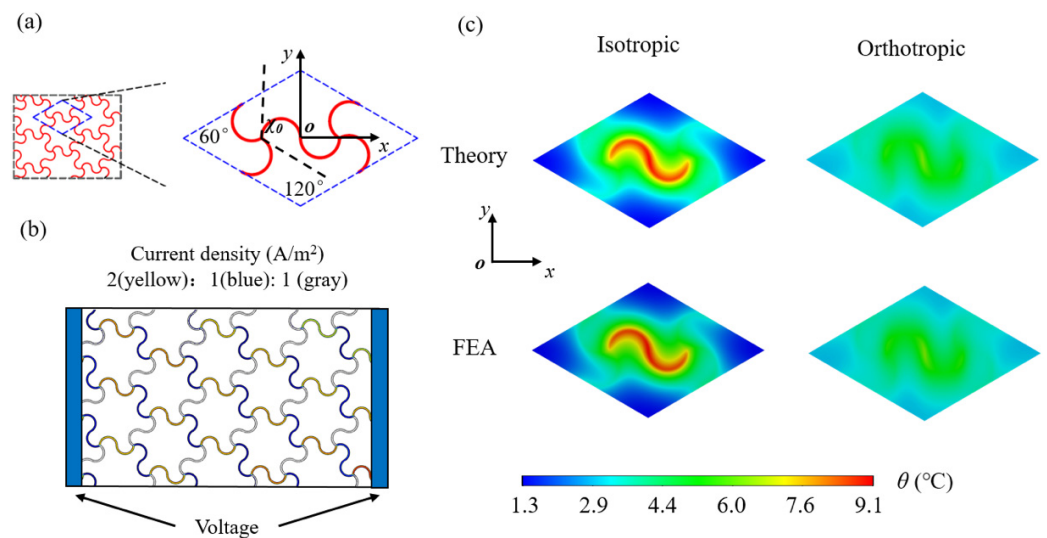 (a)
y
60°
χ₀
o
x
120°
(b)
Current density (A/m²)
2(yellow): 1(blue): 1 (gray)
Voltage
(c)
Isotropic
Orthotropic
Theory
y
o
x
FEA
θ (℃)
1.3 2.9 4.4 6.0 7.6 9.1